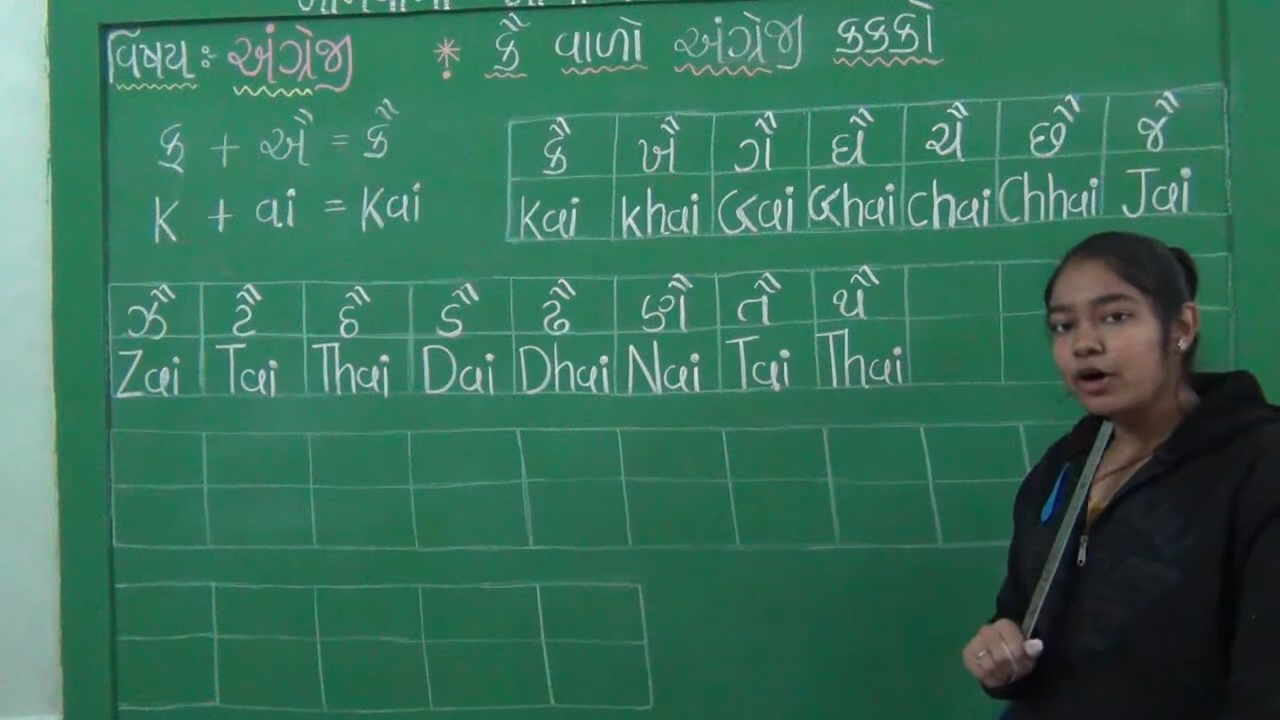 વિષય: અંગ્રેજી * કૈ વાળો અંગ્રેજી કક્કો
ક + ઐ = કૈ
K + ai = Kai
કૈ ખૈ ગૈ ઘૈ ચૈ છૈ જૈ
Kai khai Gai Ghai chai Chhai Jai
ઝૈ ટૈ ઠૈ ડૈ ઢૈ ણૈ તૈ થૈ
Zai Tai Thai Dai Dhai Nai Tai Thai